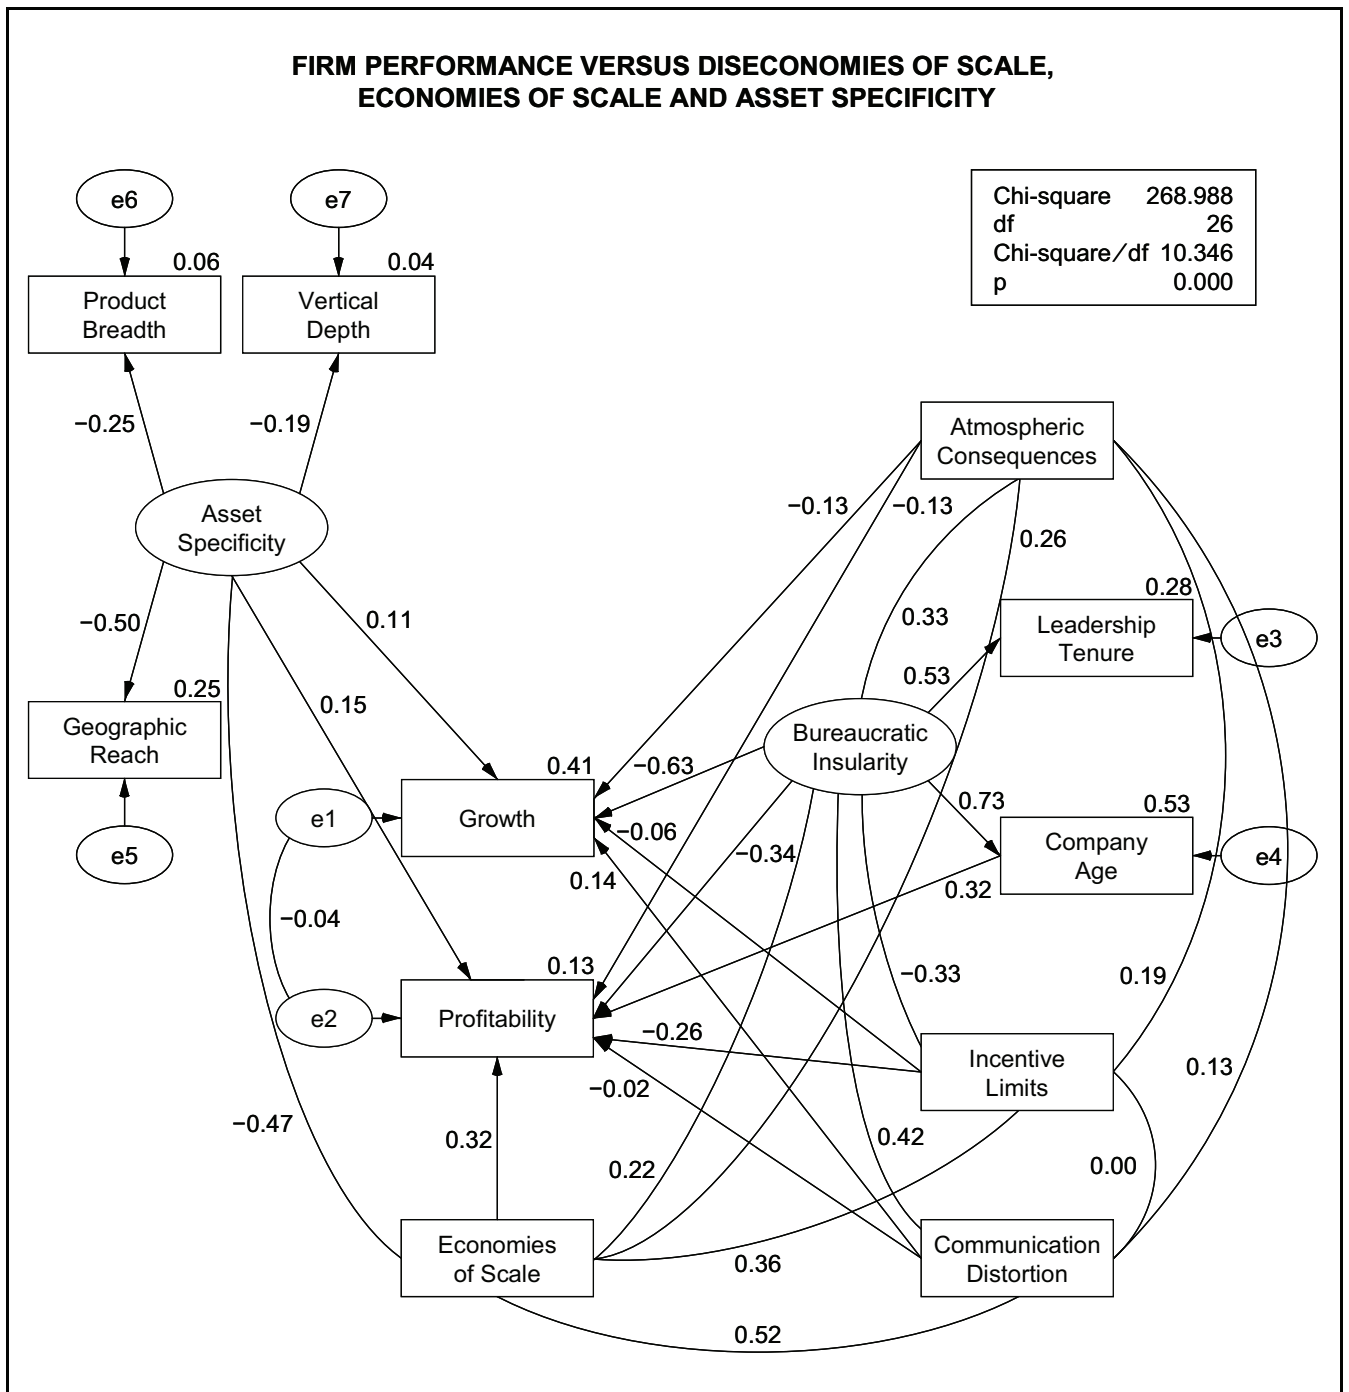 FIRM PERFORMANCE VERSUS DISECONOMIES OF SCALE,
ECONOMIES OF SCALE AND ASSET SPECIFICITY
e6
e7
Chi-square 268.988
df 26
Chi-square/df 10.346
p 0.000
0.06
0.04
Product
Breadth
Vertical
Depth
−0.25
−0.19
Atmospheric
Consequences
Asset
Specificity
−0.13
−0.13
0.26
−0.50
0.11
0.33
0.28
Leadership
Tenure
e3
0.53
0.25
0.15
Geographic
Reach
Bureaucratic
Insularity
0.41
−0.63
e1
Growth
−0.06
0.73
0.53
Company
Age
e4
e5
−0.34
0.14
0.32
−0.04
0.13
−0.33
0.19
e2
Profitability
−0.26
Incentive
Limits
−0.02
0.13
−0.47
0.32
0.42
0.22
0.00
Economies
of Scale
0.36
Communication
Distortion
0.52